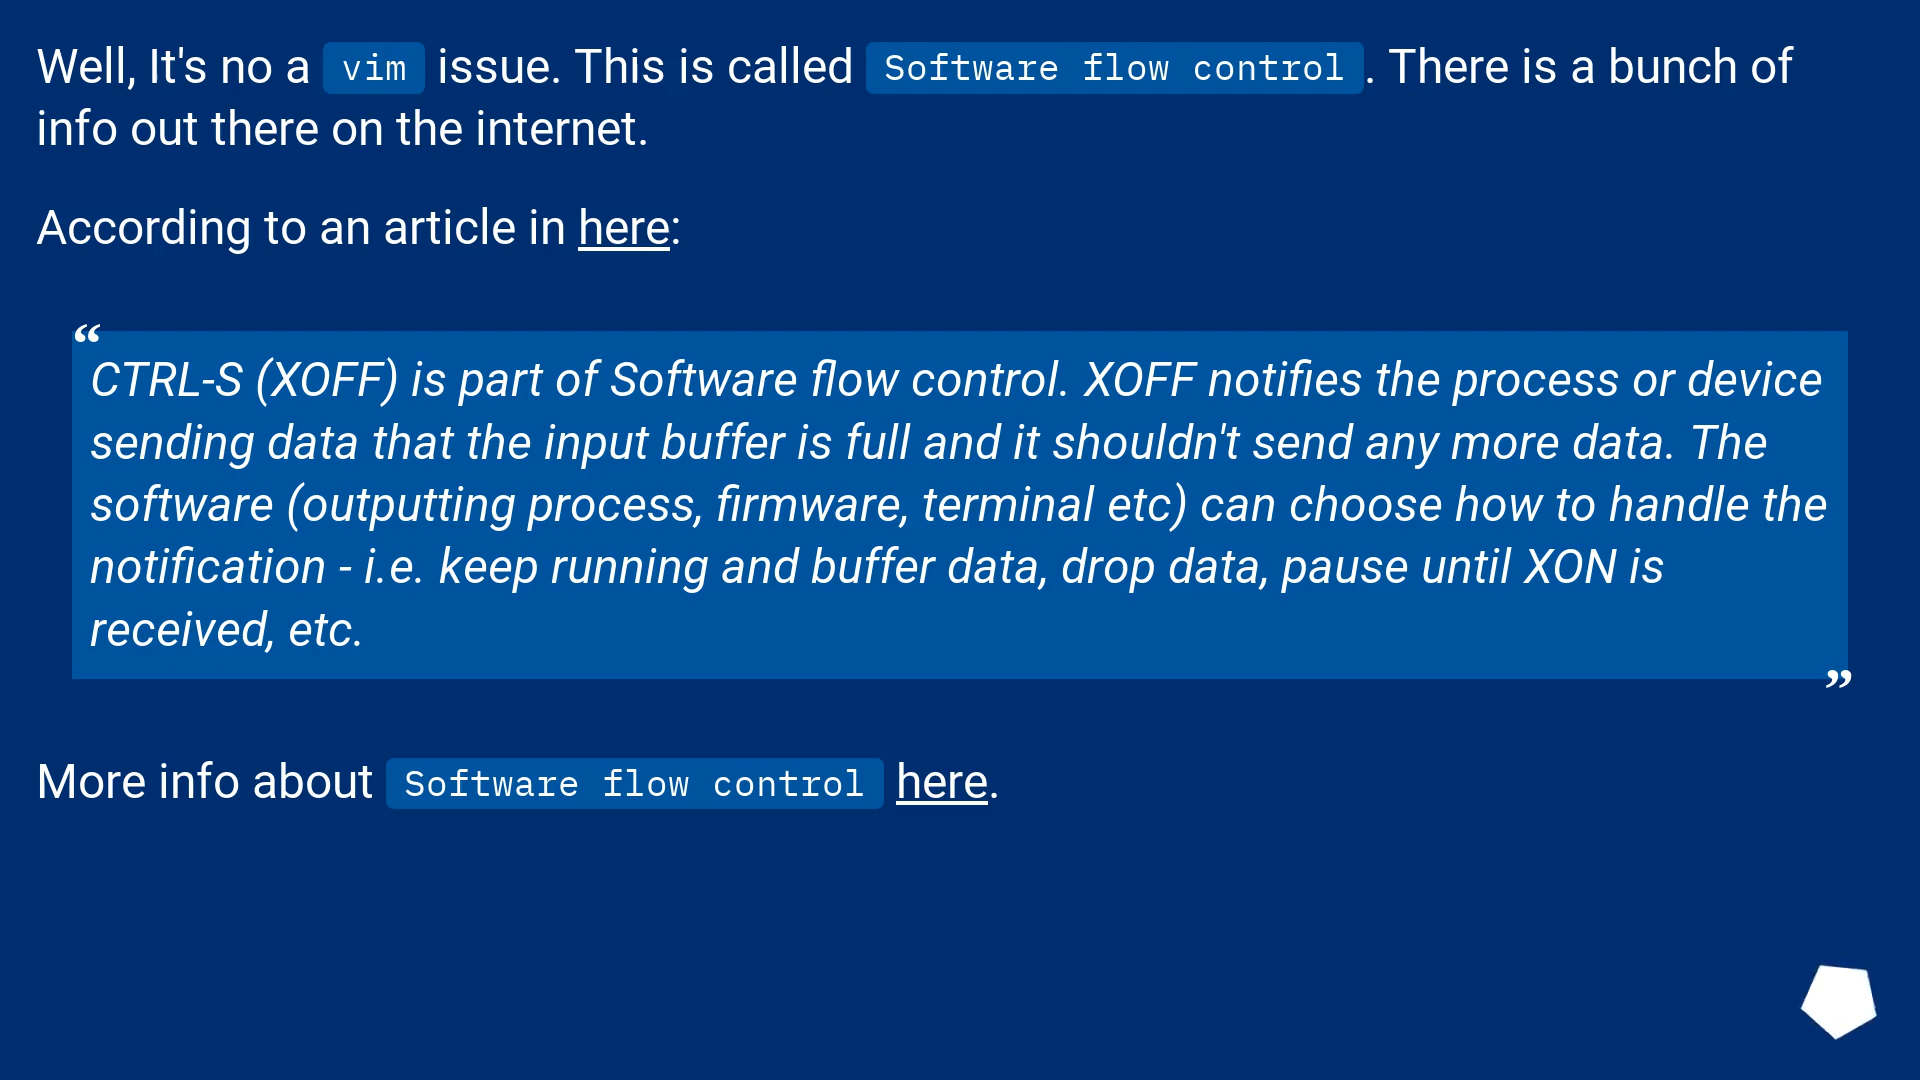 Well, It's no a vim issue. This is called Software flow control. There is a bunch of
info out there on the internet.
According to an article in here:
“
CTRL-S (XOFF) is part of Software flow control. XOFF notifies the process or device
sending data that the input buffer is full and it shouldn't send any more data. The
software (outputting process, firmware, terminal etc) can choose how to handle the
notification - i.e. keep running and buffer data, drop data, pause until XON is
received, etc.
”
More info about Software flow control here.